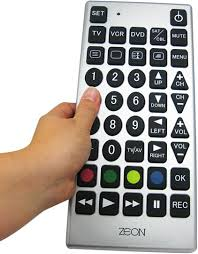 SET
TV VCR DVD SAT/CBL MUTE
MENU
1 2 3 UP + CH
5 6 DOWN CH -
8 9 LEFT + VOL
0 TV/AV RIGHT VOL -
OK
REC
ZEON